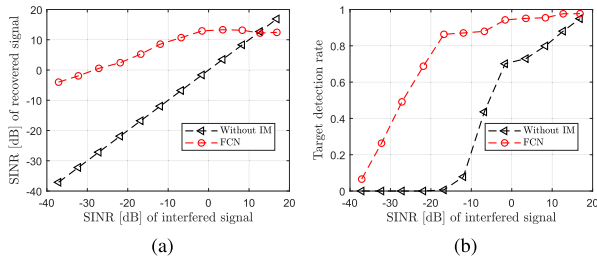 20
10
0
-10
-20
-30
-40
-40
-30
-20
-10
0
10
20
SINR [dB] of recovered signal
SINR [dB] of interfered signal
Without IM
FCN
(a)
1
0.8
0.6
0.4
0.2
0
-40
-30
-20
-10
0
10
20
Target detection rate
SINR [dB] of interfered signal
Without IM
FCN
(b)